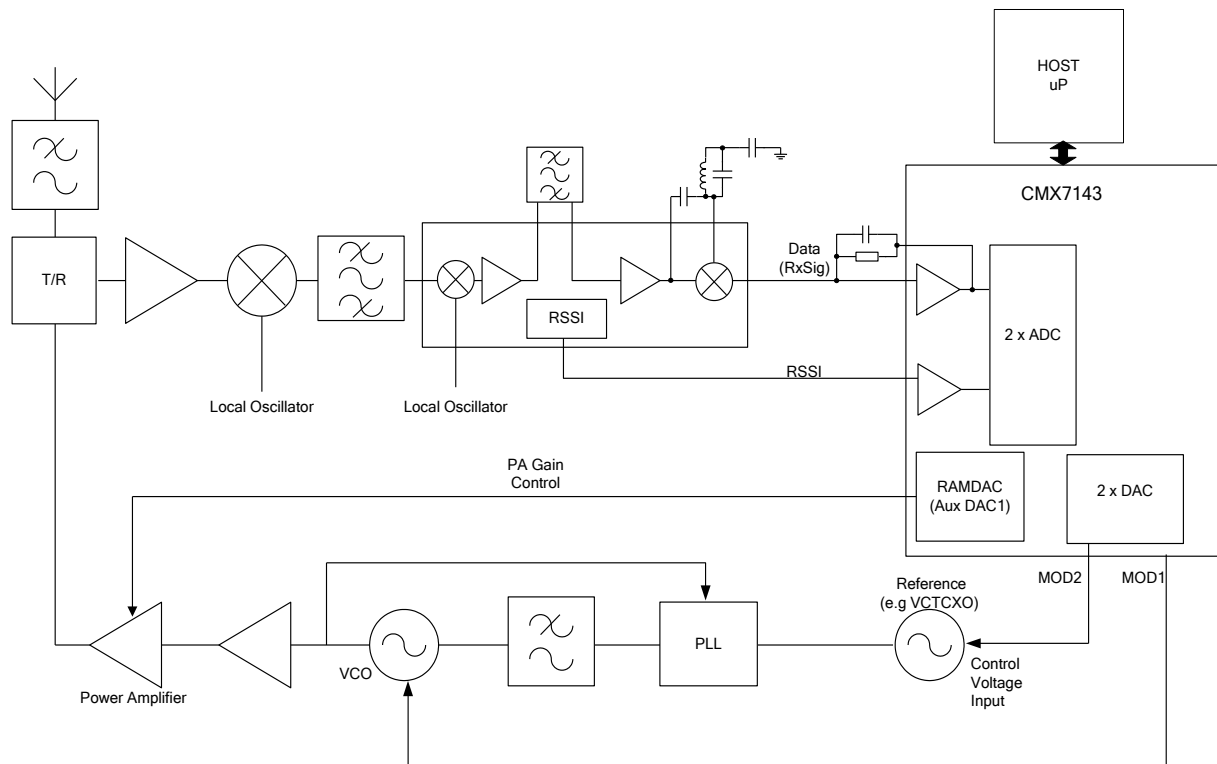 HOST
uP
CMX7143
T/R
Data
(RxSig)
RSSI
2 x ADC
RSSI
Local Oscillator
Local Oscillator
PA Gain
Control
RAMDAC
(Aux DAC1)
2 x DAC
MOD2
MOD1
Reference
(e.g VCTCXO)
PLL
VCO
Control
Voltage
Input
Power Amplifier